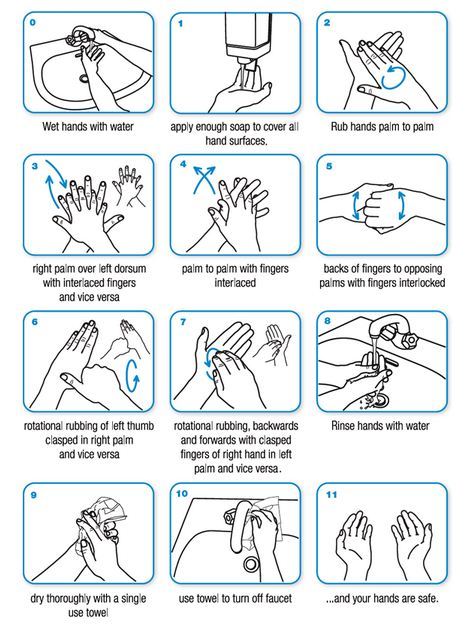 0
Wet hands with water
1
apply enough soap to cover all
hand surfaces.
2
Rub hands palm to palm
3
right palm over left dorsum
with interlaced fingers
and vice versa
4
palm to palm with fingers
interlaced
5
backs of fingers to opposing
palms with fingers interlocked
6
rotational rubbing of left thumb
clasped in right palm
and vice versa
7
rotational rubbing, backwards
and forwards with clasped
fingers of right hand in left
palm and vice versa.
8
Rinse hands with water
9
dry thoroughly with a single
use towel
10
use towel to turn off faucet
11
...and your hands are safe.